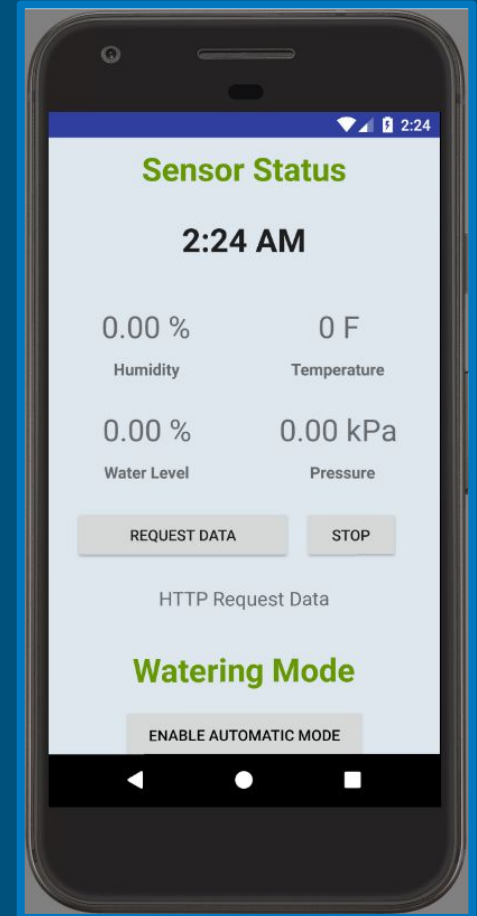 2:24
Sensor Status
2:24 AM
0.00 % 0 F
Humidity Temperature
0.00 % 0.00 kPa
Water Level Pressure
REQUEST DATA STOP
HTTP Request Data
Watering Mode
ENABLE AUTOMATIC MODE